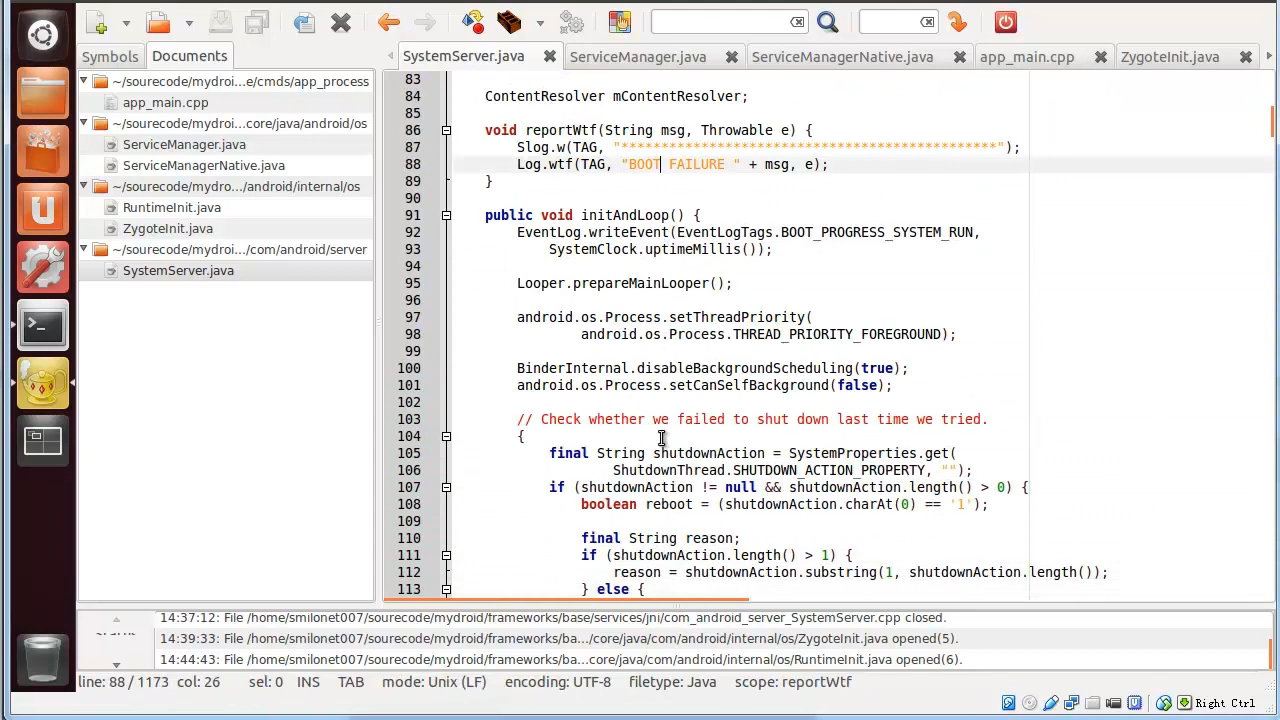 Symbols
Documents
SystemServer.java
ServiceManager.java
ServiceManagerNative.java
app_main.cpp
ZygoteInit.java
~/sourcecode/mydroi...e/cmds/app_process
app_main.cpp
~/sourcecode/mydroi...core/java/android/os
ServiceManager.java
ServiceManagerNative.java
~/sourcecode/mydroi.../android/internal/os
RuntimeInit.java
ZygoteInit.java
~/sourcecode/mydroi.../com/android/server
SystemServer.java
83
84 ContentResolver mContentResolver;
85
86 void reportWtf(String msg, Throwable e) {
87 Slog.w(TAG, "***********************************************");
88 Log.wtf(TAG, "BOOT FAILURE " + msg, e);
89 }
90
91 public void initAndLoop() {
92 EventLog.writeEvent(EventLogTags.BOOT_PROGRESS_SYSTEM_RUN,
93 SystemClock.uptimeMillis());
94
95 Looper.prepareMainLooper();
96
97 android.os.Process.setThreadPriority(
98 android.os.Process.THREAD_PRIORITY_FOREGROUND);
99
100 BinderInternal.disableBackgroundScheduling(true);
101 android.os.Process.setCanSelfBackground(false);
102
103 // Check whether we failed to shut down last time we tried.
104 {
105 final String shutdownAction = SystemProperties.get(
106 ShutdownThread.SHUTDOWN_ACTION_PROPERTY, "");
107 if (shutdownAction != null && shutdownAction.length() > 0) {
108 boolean reboot = (shutdownAction.charAt(0) == '1');
109
110 final String reason;
111 if (shutdownAction.length() > 1) {
112 reason = shutdownAction.substring(1, shutdownAction.length());
113 } else {
14:37:12: File /home/smilonet007/sourecode/mydroid/frameworks/base/services/jni/com_android_server_SystemServer.cpp closed.
14:39:33: File /home/smilonet007/sourecode/mydroid/frameworks/ba.../core/java/com/android/internal/os/ZygoteInit.java opened(5).
14:44:43: File /home/smilonet007/sourecode/mydroid/frameworks/ba...core/java/com/android/internal/os/RuntimeInit.java opened(6).
line: 88 / 1173 col: 26 sel: 0 INS TAB mode: Unix (LF) encoding: UTF-8 filetype: Java scope: reportWtf
Right Ctrl